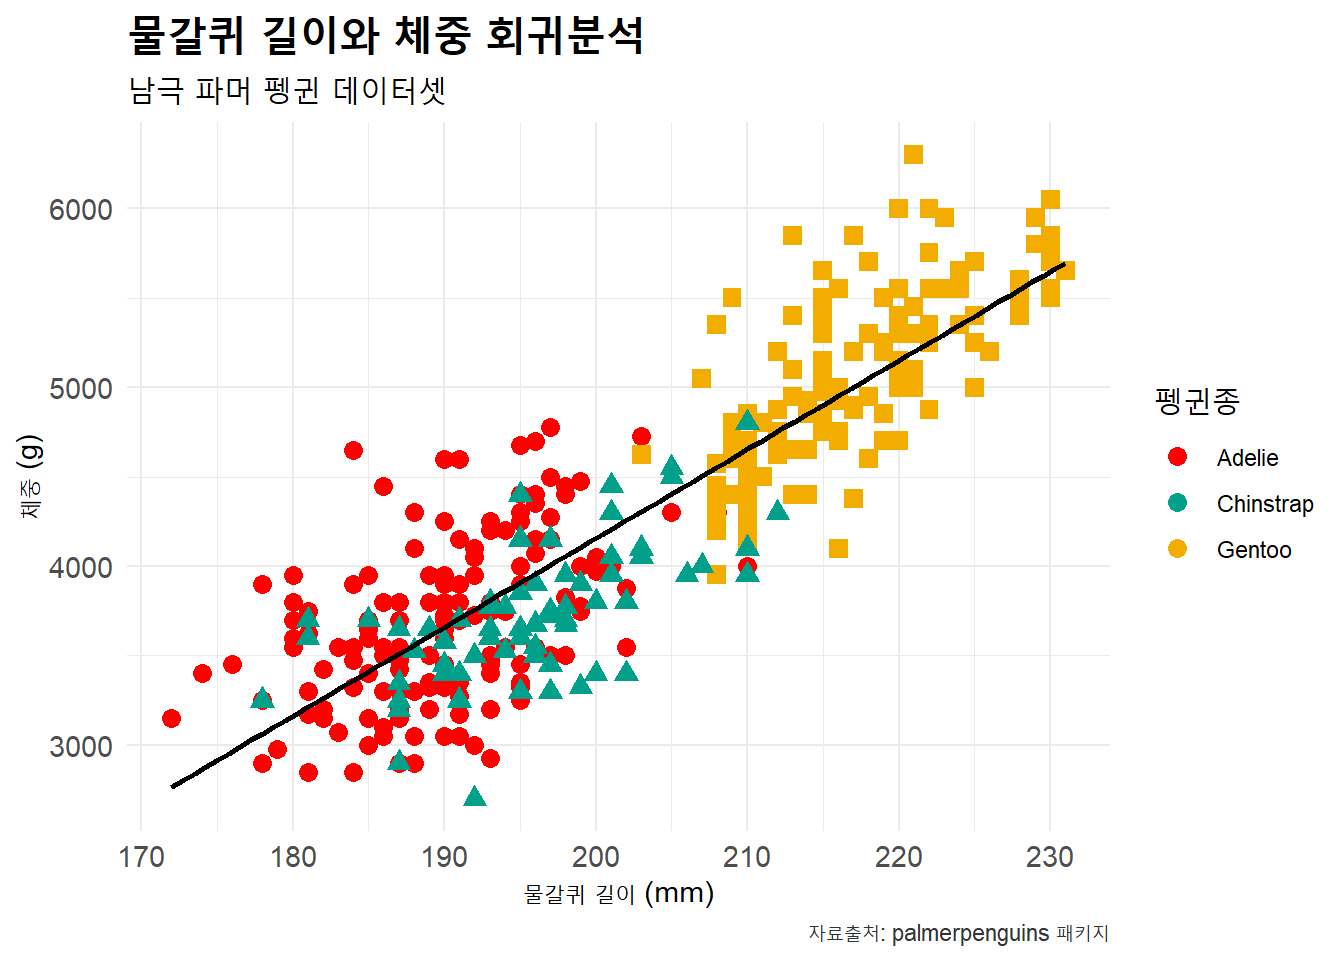 물갈퀴 길이와 체중 회귀분석
남극 파머 펭귄 데이터셋
체중 (g)
6000
5000
4000
3000
170 180 190 200 210 220 230
물갈퀴 길이 (mm)
펭귄종
Adelie
Chinstrap
Gentoo
자료출처: palmerpenguins 패키지